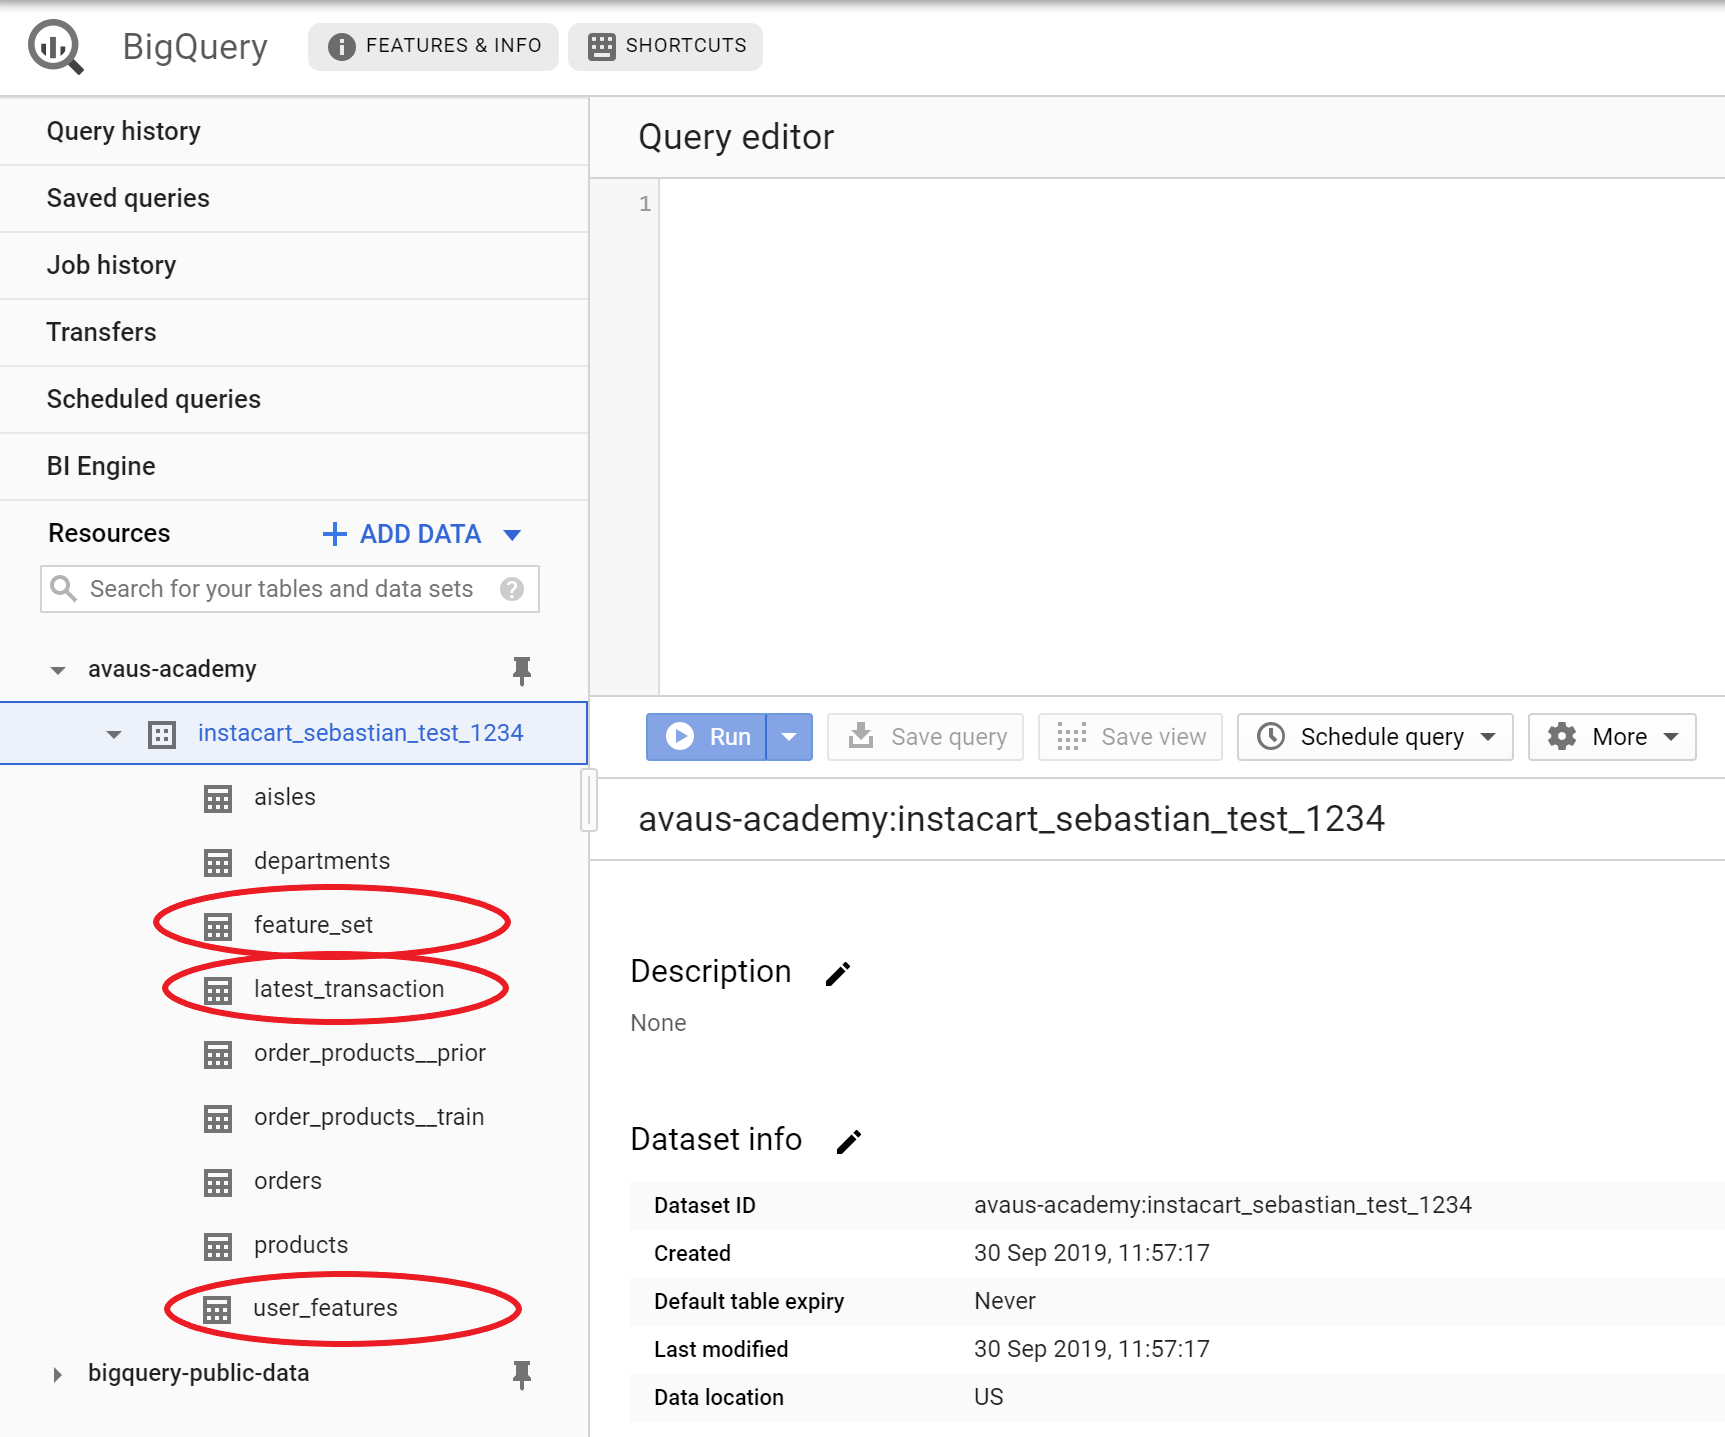 BigQuery FEATURES & INFO SHORTCUTS
Query history
Saved queries
Job history
Transfers
Scheduled queries
BI Engine
Resources ADD DATA
Search for your tables and data sets
avaus-academy
instacart_sebastian_test_1234
aisles
departments
feature_set
latest_transaction
order_products__prior
order_products__train
orders
products
user_features
bigquery-public-data
Query editor
1
Run Save query Save view Schedule query More
avaus-academy:instacart_sebastian_test_1234
Description
None
Dataset info
Dataset ID avaus-academy:instacart_sebastian_test_1234
Created 30 Sep 2019, 11:57:17
Default table expiry Never
Last modified 30 Sep 2019, 11:57:17
Data location US